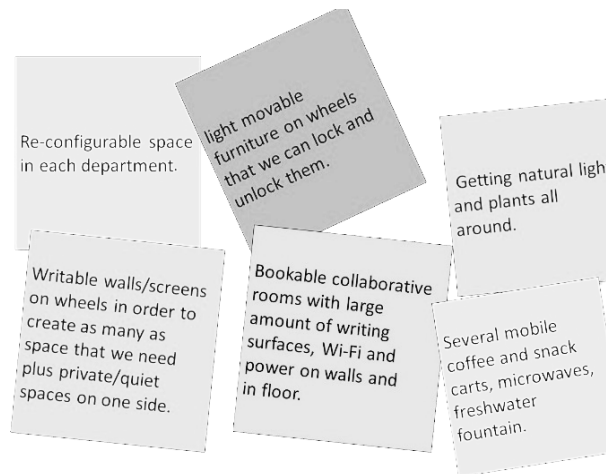 Re-configurable space
in each department.
light movable
furniture on wheels
that we can lock and
unlock them.
Getting natural light
and plants all
around.
Writable walls/screens
on wheels in order to
create as many as
space that we need
plus private/quiet
spaces on one side.
Bookable collaborative
rooms with large
amount of writing
surfaces, Wi-Fi and
power on walls and
in floor.
Several mobile
coffee and snack
carts, microwaves,
freshwater
fountain.